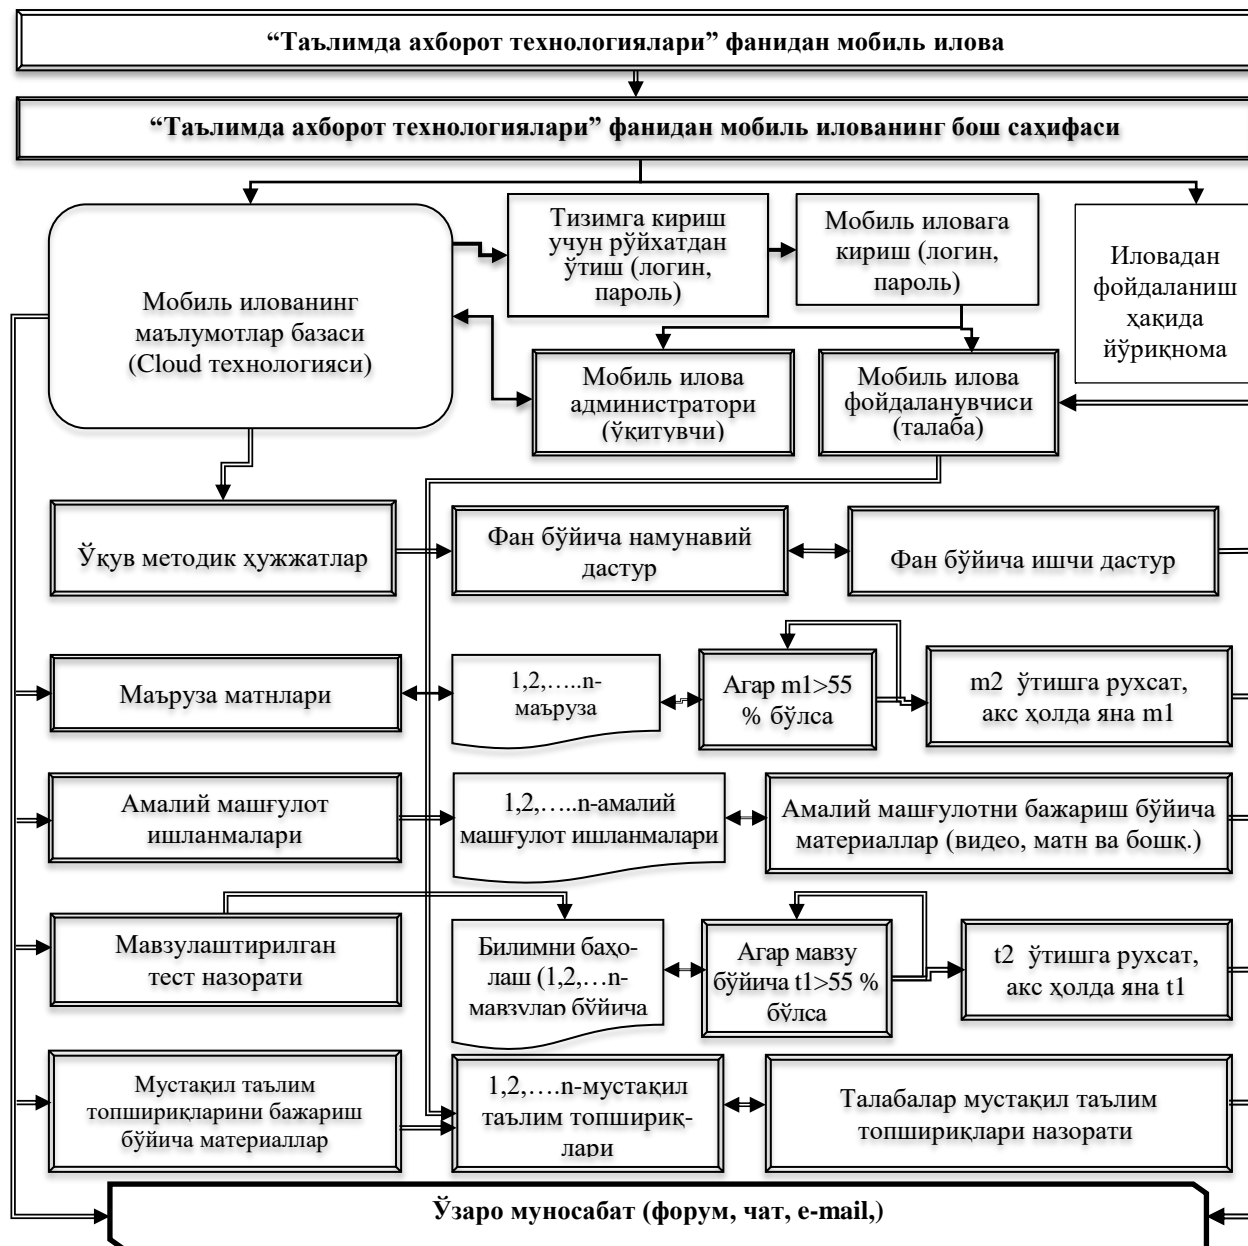 “Таълимда ахборот технологиялари” фанидан мобиль илова
“Таълимда ахборот технологиялари” фанидан мобиль илованинг бош саҳифаси
Мобиль илованинг
маълумотлар базаси
(Cloud технологияси)
Тизимга кириш
учун рўйхатдан
ўтиш (логин,
пароль)
Мобиль иловага
кириш (логин,
пароль)
Иловадан
фойдаланиш
ҳақида
йўриқнома
Мобиль илова
администратори
(ўқитувчи)
Мобиль илова
фойдаланувчиси
(талаба)
Ўқув методик ҳужжатлар
Фан бўйича намунавий
дастур
Фан бўйича ишчи дастур
Маъруза матнлари
1,2,…..n-
маъруза
Агар m1>55
% бўлса
m2 ўтишга рухсат,
акс ҳолда яна m1
Амалий машғулот
ишланмалари
1,2,…..n-амалий
машғулот ишланмалари
Амалий машғулотни бажариш бўйича
материаллар (видео, матн ва бошқ.)
Мавзулаштирилган
тест назорати
Билимни баҳо-
лаш (1,2,…n-
мавзулар бўйича
Агар мавзу
бўйича t1>55 %
бўлса
t2 ўтишга рухсат,
акс ҳолда яна t1
Мустақил таълим
топшириқларини бажариш
бўйича материаллар
1,2,….n-мустақил
таълим топшириқ-
лари
Талабалар мустақил таълим
топшириқлари назорати
Ўзаро муносабат (форум, чат, e-mail,)